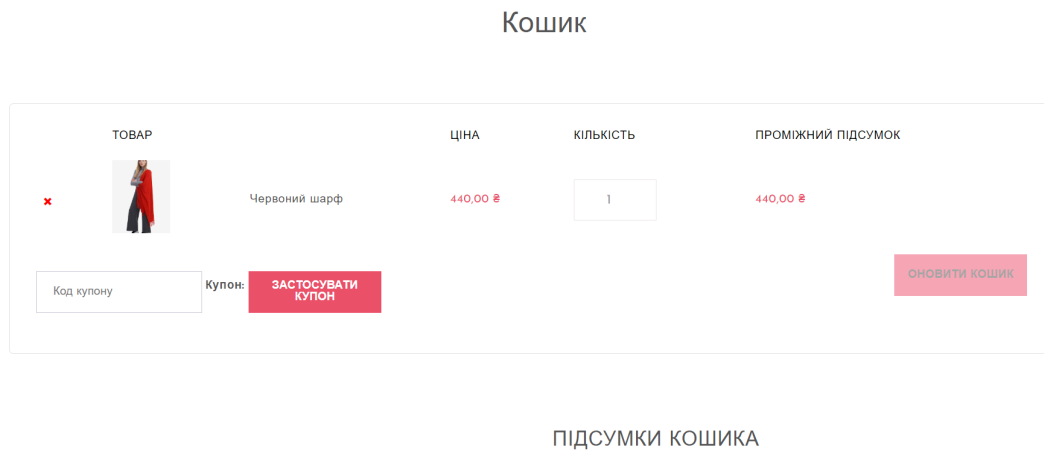 Кошик
ТОВАР ЦІНА КІЛЬКІСТЬ ПРОМІЖНИЙ ПІДСУМОК
Червоний шарф 440,00 ₴ 1 440,00 ₴
Код купону Купон: ЗАСТОСУВАТИ КУПОН ОНОВИТИ КОШИК
ПІДСУМКИ КОШИКА